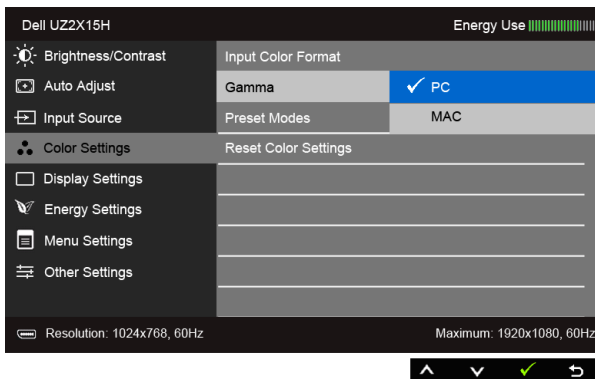 Dell UZ2X15H
Energy Use
Brightness/Contrast
Input Color Format
Auto Adjust
Gamma
PC
Input Source
Preset Modes
MAC
Color Settings
Reset Color Settings
Display Settings
Energy Settings
Menu Settings
Other Settings
Resolution: 1024x768, 60Hz
Maximum: 1920x1080, 60Hz